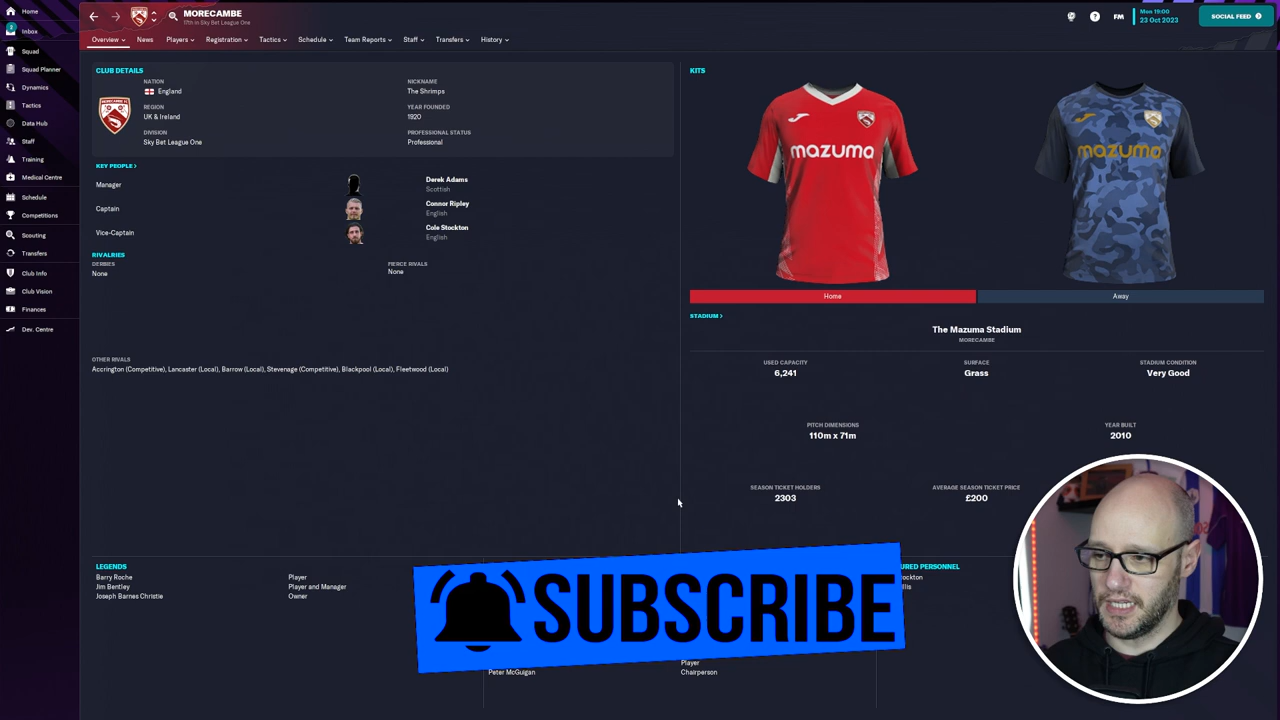 Home
Inbox
Squad
Squad Planner
Dynamics
Tactics
Data Hub
Staff
Training
Medical Centre
Schedule
Competitions
Scouting
Transfers
Club Info
Club Vision
Finances
Dev. Centre
MORECAMBE
17th in Sky Bet League One
FM
Mon 19:00
23 Oct 2023
SOCIAL FEED
Overview News Players Registration Tactics Schedule Team Reports Staff Transfers History
CLUB DETAILS
NATION
England
NICKNAME
The Shrimps
REGION
UK & Ireland
YEAR FOUNDED
1920
DIVISION
Sky Bet League One
PROFESSIONAL STATUS
Professional
KEY PEOPLE >
Manager
Derek Adams
Scottish
Captain
Connor Ripley
English
Vice-Captain
Cole Stockton
English
RIVALRIES
DERBIES
None
FIERCE RIVALS
None
OTHER RIVALS
Accrington (Competitive), Lancaster (Local), Barrow (Local), Stevenage (Competitive), Blackpool (Local), Fleetwood (Local)
KITS
mazuma
mazuma
Home
Away
STADIUM >
The Mazuma Stadium
MORECAMBE
USED CAPACITY
6,241
SURFACE
Grass
STADIUM CONDITION
Very Good
PITCH DIMENSIONS
110m x 71m
YEAR BUILT
2010
SEASON TICKET HOLDERS
2303
AVERAGE SEASON TICKET PRICE
£200
LEGENDS
Barry Roche Player
Jim Bentley Player and Manager
Joseph Barnes Christie Owner
PERSONNEL
Player
Peter McGuigan Chairperson
SUBSCRIBE